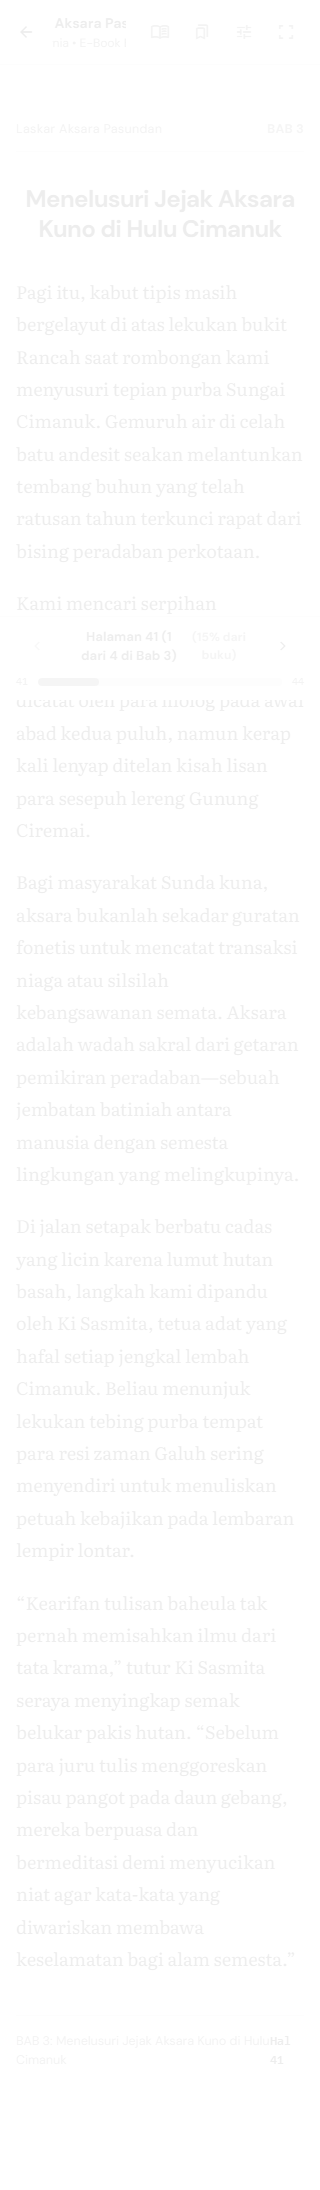 Aksara Pas
ria • E-Book
Laskar Aksara Pasundan
BAB 3
Menelusuri Jejak Aksara
Kuno di Hulu Cimanuk
Pagi itu, kabut tipis masih
bergelayut di atas lekukan bukit
Rancah saat rombongan kami
menyusuri tepian purba Sungai
Cimanuk. Gemuruh air di celah
batu andesit seakan melantunkan
tembang buhun yang telah
ratusan tahun terkunci rapat dari
bising peradaban perkotaan.
Kami mencari serpihan
Halaman 41 (1
dari 4 di Bab 3)
(15% dari
buku)
41
44
dicatat oleh para filolog pada awal
abad kedua puluh, namun kerap
kali lenyap ditelan kisah lisan
para sesepuh lereng Gunung
Ciremai.
Bagi masyarakat Sunda kuna,
aksara bukanlah sekadar guratan
fonetis untuk mencatat transaksi
niaga atau silsilah
kebangsawanan semata. Aksara
adalah wadah sakral dari getaran
pemikiran peradaban—sebuah
jembatan batiniah antara
manusia dengan semesta
lingkungan yang melingkupinya.
Di jalan setapak berbatu cadas
yang licin karena lumut hutan
basah, langkah kami dipandu
oleh Ki Sasmita, tetua adat yang
hafal setiap jengkal lembah
Cimanuk. Beliau menunjuk
lekukan tebing purba tempat
para resi zaman Galuh sering
menyendiri untuk menuliskan
petuah kebajikan pada lembaran
lempir lontar.
“Kearifan tulisan baheula tak
pernah memisahkan ilmu dari
tata krama,” tutur Ki Sasmita
seraya menyingkap semak
belukar pakis hutan. “Sebelum
para juru tulis menggoreskan
pisau pangot pada daun gebang,
mereka berpuasa dan
bermeditasi demi menyucikan
niat agar kata-kata yang
diwariskan membawa
keselamatan bagi alam semesta.”
BAB 3: Menelusuri Jejak Aksara Kuno di Hulu
Cimanuk
Hal
41